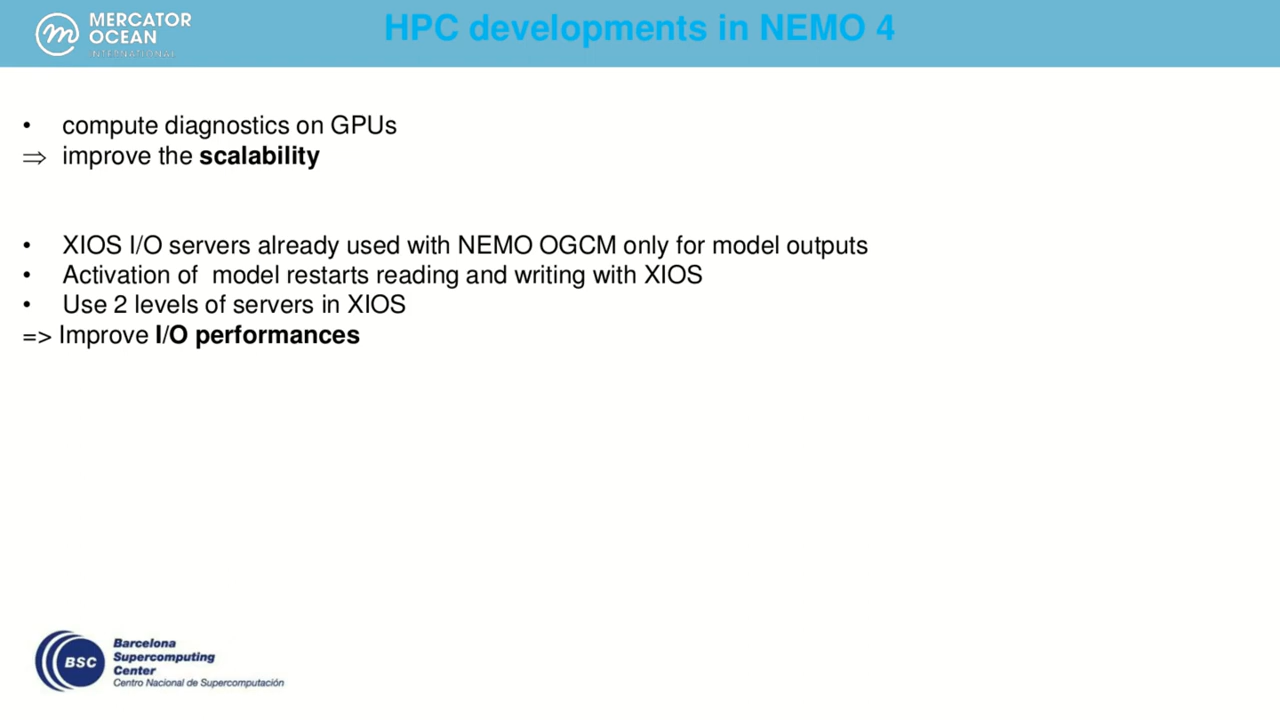 MERCATOR
OCEAN
INTERNATIONAL
HPC developments in NEMO 4
• compute diagnostics on GPUs
⇒ improve the scalability
• XIOS I/O servers already used with NEMO OGCM only for model outputs
• Activation of model restarts reading and writing with XIOS
• Use 2 levels of servers in XIOS
=> Improve I/O performances
BSC
Barcelona
Supercomputing
Center
Centro Nacional de Supercomputación